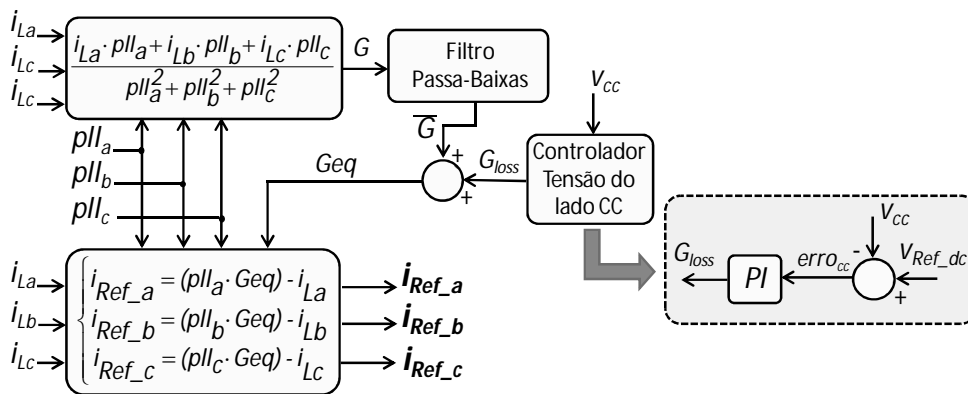 i_La
i_Lc
i_Lc
i_La · pll_a + i_Lb · pll_b + i_Lc · pll_c
pll_a^2 + pll_b^2 + pll_c^2
G
Filtro
Passa-Baixas
G̅
+
+
G_loss
V_cc
Controlador
Tensão do
lado CC
Geq
pll_a
pll_b
pll_c
i_La
i_Lb
i_Lc
i_Ref_a = (pll_a · Geq) - i_La
i_Ref_b = (pll_b · Geq) - i_Lb
i_Ref_c = (pll_c · Geq) - i_Lc
i_Ref_a
i_Ref_b
i_Ref_c
G_loss
PI
erro_cc
-
V_cc
V_Ref_dc
+